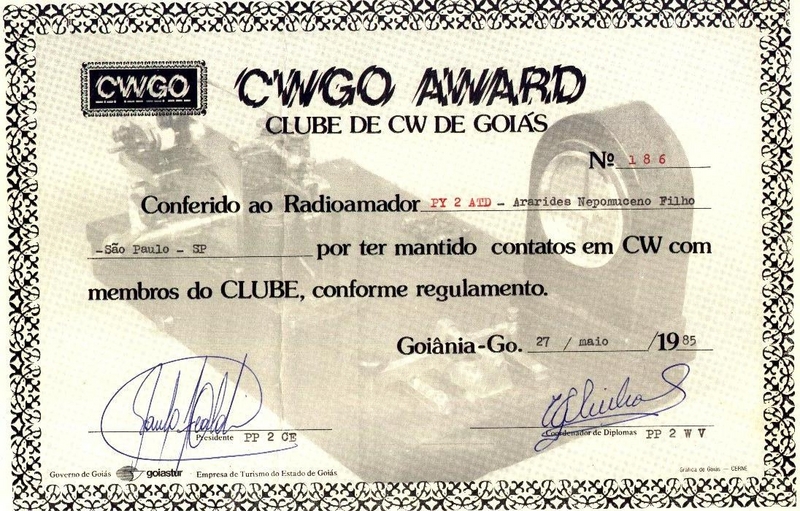 CWGO
CWGO AWARD
CLUBE DE CW DE GOIÁS
Nº 186
Conferido ao Radioamador PY 2 ATD - Ararides Nepomuceno Filho
-São Paulo - SP por ter mantido contatos em CW com
membros do CLUBE, conforme regulamento.
Goiânia-Go. 27 / maio /1985
Presidente PP 2 CE
Coordenador de Diplomas PP 2 W V
Governo de Goiás goiastur Empresa de Turismo do Estado de Goiás
Gráfica de Goiás — CERNE